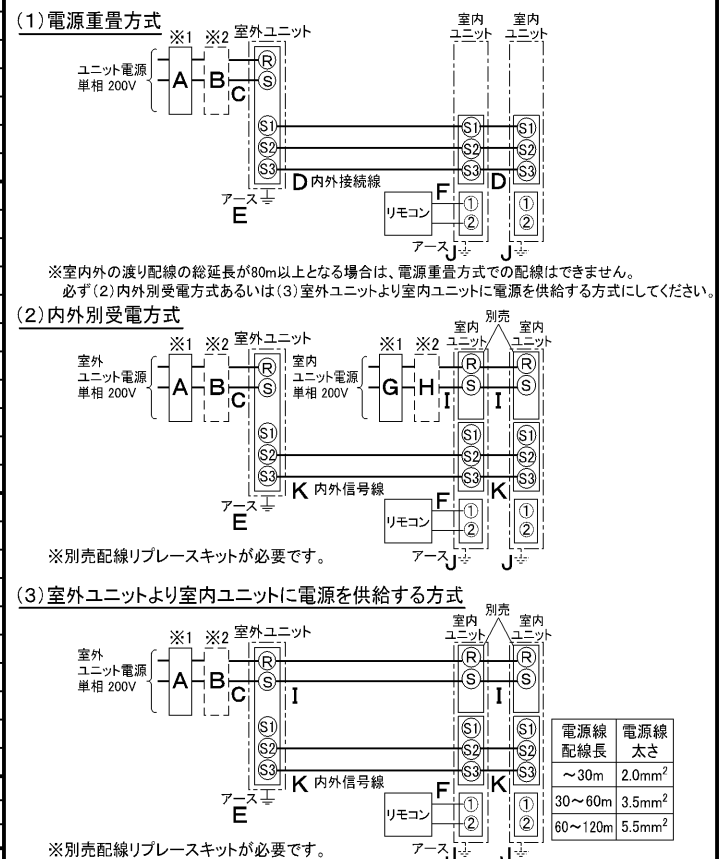 (1)電源重畳方式
※1 ※2 室外ユニット
室内
ユニット
室内
ユニット
ユニット電源
単相 200V
A
B
C
R
S
S1
S2
S3
S1
S2
S3
S1
S2
S3
D 内外接続線
F
D
アース
E
リモコン
①
②
①
②
アース
J
J
※室内外の渡り配線の総延長が80m以上となる場合は、電源重畳方式での配線はできません。
必ず(2)内外別受電方式あるいは(3)室外ユニットより室内ユニットに電源を供給する方式にしてください。
(2)内外別受電方式
別売
※1 ※2 室外ユニット
※1 ※2
室内
ユニット
室内
ユニット
室外
ユニット電源
単相 200V
A
B
C
R
S
室内
ユニット電源
単相 200V
G
H
I
R
S
I
R
S
S1
S2
S3
S1
S2
S3
S1
S2
S3
K 内外信号線
F
K
アース
E
リモコン
①
②
①
②
アース
J
J
※別売配線リプレースキットが必要です。
(3)室外ユニットより室内ユニットに電源を供給する方式
別売
※1 ※2 室外ユニット
室内
ユニット
室内
ユニット
室外
ユニット電源
単相 200V
A
B
C
R
S
I
R
S
I
R
S
S1
S2
S3
S1
S2
S3
S1
S2
S3
K 内外信号線
F
K
アース
E
リモコン
①
②
①
②
アース
J
J
電源線配線長 電源線太さ
～30m 2.0mm²
30～60m 3.5mm²
60～120m 5.5mm²
※別売配線リプレースキットが必要です。